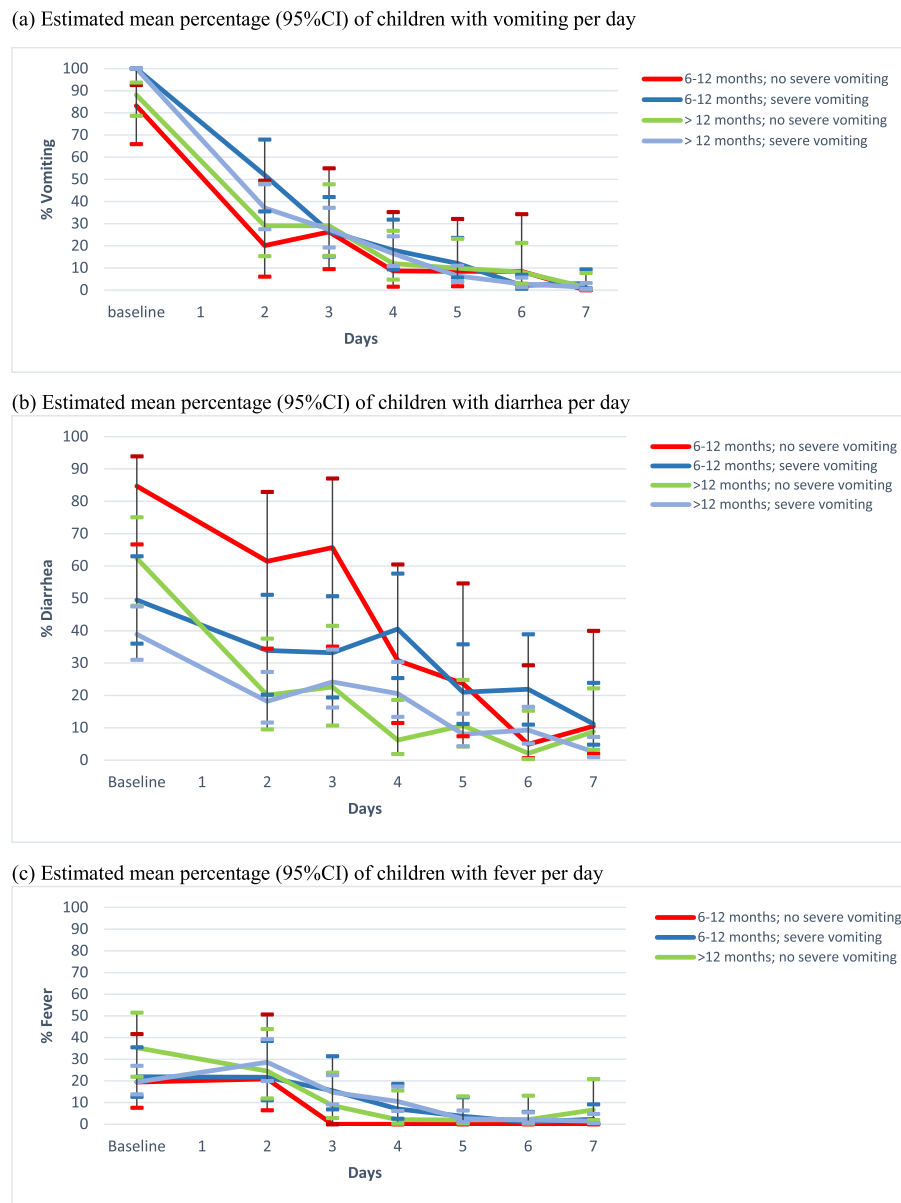 (a) Estimated mean percentage (95%CI) of children with vomiting per day
100
90
80
70
60
50
40
30
20
10
0
% Vomiting
baseline 1 2 3 4 5 6 7
Days
6-12 months; no severe vomiting
6-12 months; severe vomiting
> 12 months; no severe vomiting
> 12 months; severe vomiting
(b) Estimated mean percentage (95%CI) of children with diarrhea per day
100
90
80
70
60
50
40
30
20
10
0
% Diarrhea
Baseline 1 2 3 4 5 6 7
Days
6-12 months; no severe vomiting
6-12 months; severe vomiting
>12 months; no severe vomiting
>12 months; severe vomiting
(c) Estimated mean percentage (95%CI) of children with fever per day
100
90
80
70
60
50
40
30
20
10
0
% Fever
Baseline 1 2 3 4 5 6 7
Days
6-12 months; no severe vomiting
6-12 months; severe vomiting
>12 months; no severe vomiting